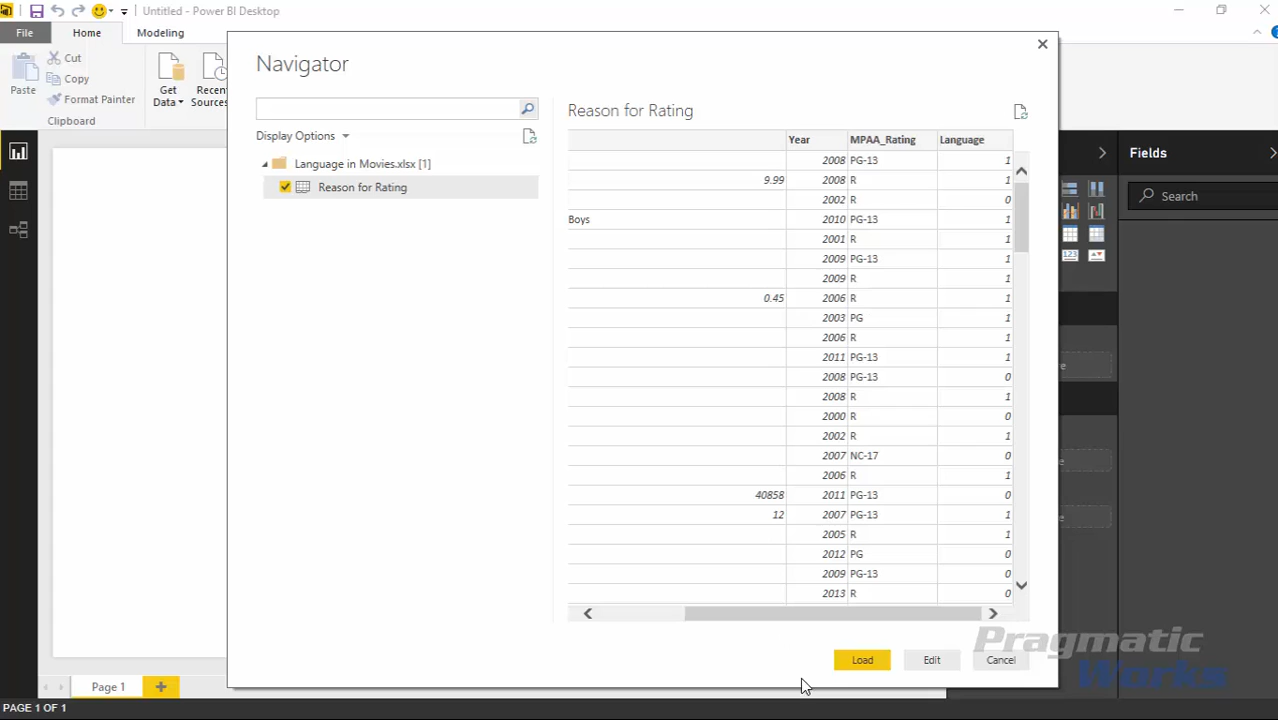 Untitled - Power BI Desktop
File Home Modeling
Cut
Copy
Format Painter
Paste
Get Data
Recent Sources
Clipboard
Navigator
Display Options
Language in Movies.xlsx [1]
Reason for Rating
Reason for Rating
Year MPAA_Rating Language
2008 PG-13 1
9.99 2008 R 1
2002 R 0
Boys 2010 PG-13 1
2001 R 1
2009 PG-13 1
2009 R 1
0.45 2006 R 1
2003 PG 1
2006 R 1
2011 PG-13 1
2008 PG-13 0
2008 R 1
2000 R 0
2002 R 1
2007 NC-17 0
2006 R 1
40858 2011 PG-13 0
12 2007 PG-13 1
2005 R 1
2012 PG 0
2009 PG-13 0
2013 R 0
Load Edit Cancel
Fields
Search
123
Pragmatic
Works
Page 1
PAGE 1 OF 1